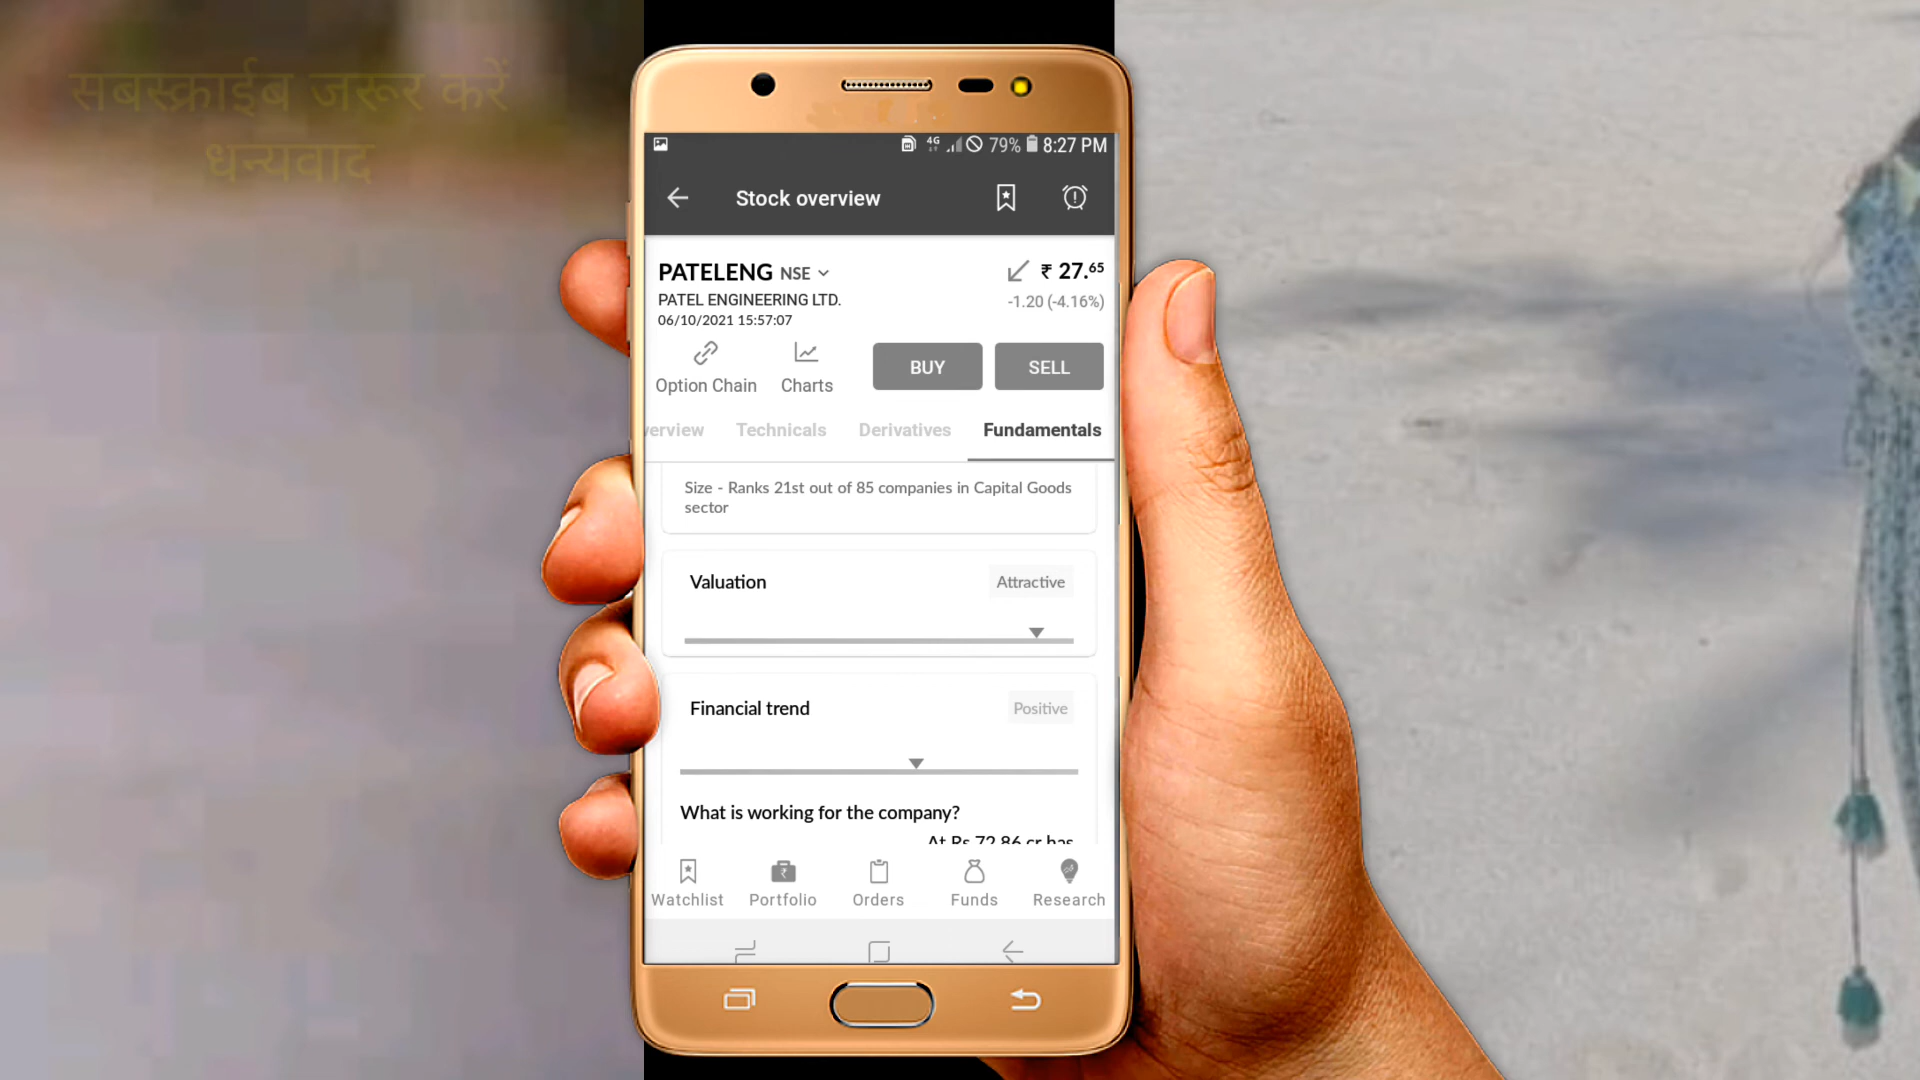 सबस्क्राईब जरूर करें
धन्यवाद
4G 79% 8:27 PM
Stock overview
PATELENG NSE
₹ 27.65
PATEL ENGINEERING LTD.
-1.20 (-4.16%)
06/10/2021 15:57:07
Option Chain Charts BUY SELL
verview Technicals Derivatives Fundamentals
Size - Ranks 21st out of 85 companies in Capital Goods
sector
Valuation Attractive
Financial trend Positive
What is working for the company?
At Rs 72.86 cr has
Watchlist Portfolio Orders Funds Research